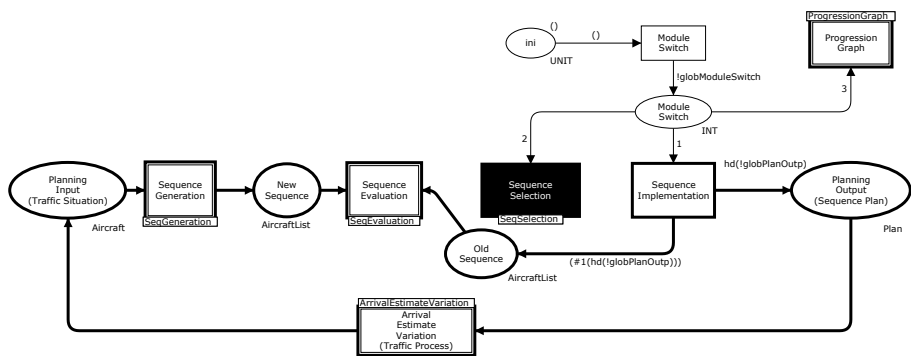 ProgressionGraph
Progression
Graph
()
ini
()
UNIT
Module
Switch
!globModuleSwitch
Module
Switch
INT
3
2
1
Planning
Input
(Traffic Situation)
Aircraft
Sequence
Generation
SeqGeneration
New
Sequence
AircraftList
Sequence
Evaluation
SeqEvaluation
Sequence
Selection
SeqSelection
Sequence
Implementation
hd(!globPlanOutp)
Planning
Output
(Sequence Plan)
Plan
Old
Sequence
AircraftList
(#1(hd(!globPlanOutp)))
ArrivalEstimateVariation
Arrival
Estimate
Variation
(Traffic Process)